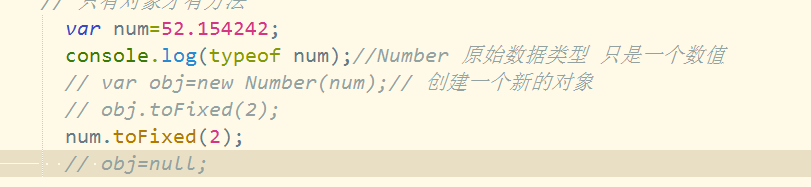 // 只有对象才有方法
var num=52.154242;
console.log(typeof num);//Number 原始数据类型 只是一个数值
// var obj=new Number(num);// 创建一个新的对象
// obj.toFixed(2);
num.toFixed(2);
// obj=null;